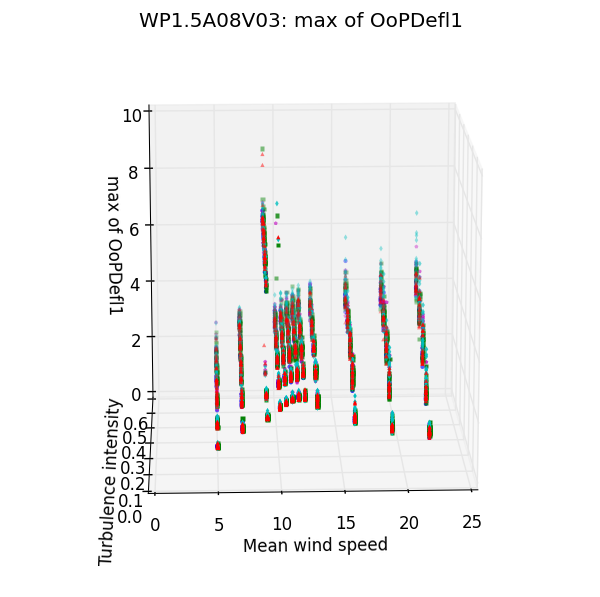 WP1.5A08V03: max of OoPDefl1
10
8
6
4
2
0
max of OoPDefl1
0.6
0.5
0.4
0.3
0.2
0.1
0.0
Turbulence intensity
0 5 10 15 20 25
Mean wind speed